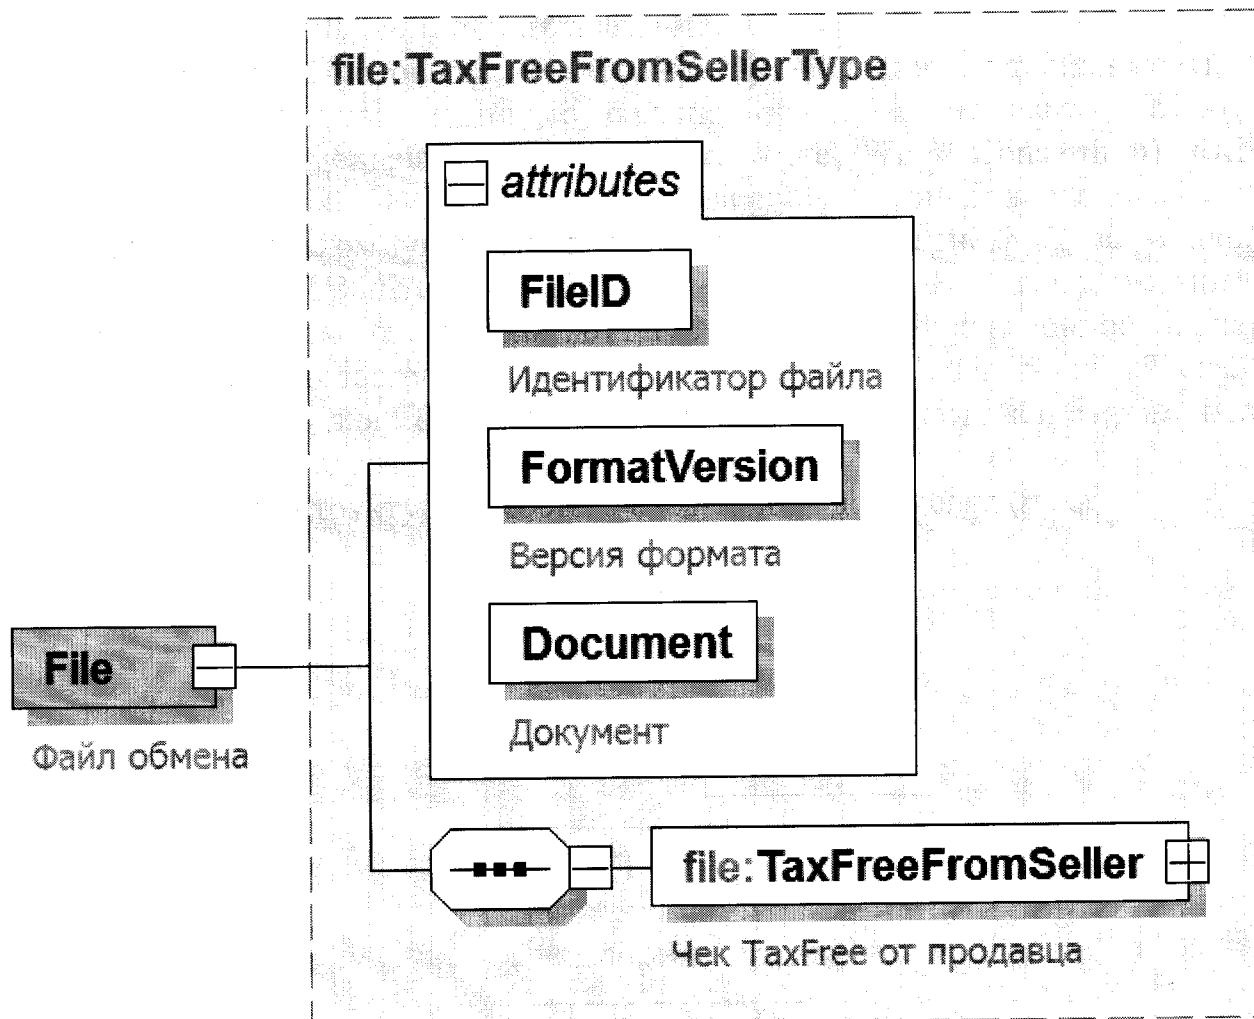 file:TaxFreeFromSellerType
attributes
FileID
Идентификатор файла
FormatVersion
Версия формата
Document
Документ
File
Файл обмена
file:TaxFreeFromSeller
Чек TaxFree от продавца